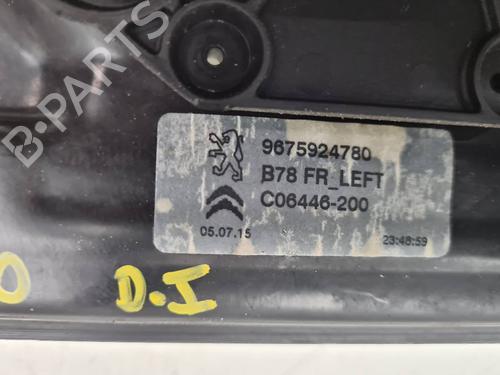 B-PARTS
9675924780
B78 FR_LEFT
C06446-200
05.07.15
23:48:59
O D.I